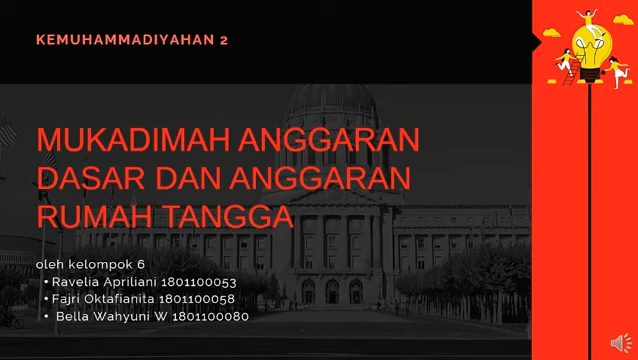 KEMUHAMMADIYAHAN 2
MUKADIMAH ANGGARAN
DASAR DAN ANGGARAN
RUMAH TANGGA
oleh kelompok 6
• Ravelia Apriliani 1801100053
• Fajri Oktafianita 1801100058
• Bella Wahyuni W 1801100080